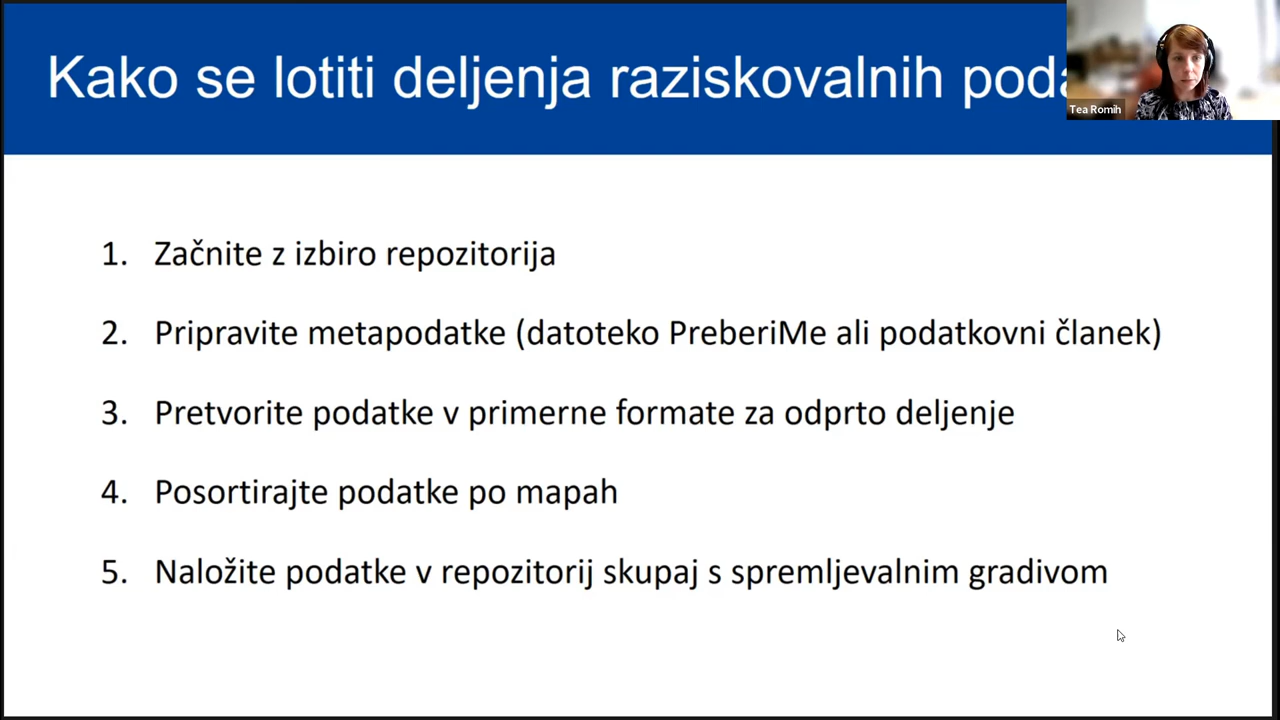 Kako se lotiti deljenja raziskovalnih
Tea Romih
1. Začnite z izbiro repozitorija
2. Pripravite metapodatke (datoteko PreberiMe ali podatkovni članek)
3. Pretvorite podatke v primerne formate za odprto deljenje
4. Posortirajte podatke po mapah
5. Naložite podatke v repozitorij skupaj s spremljevalnim gradivom